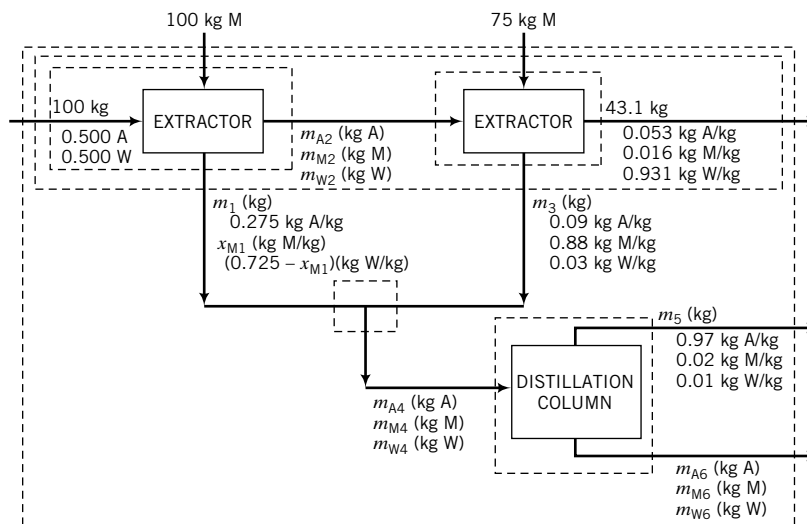 100 kg M
75 kg M
100 kg
0.500 A
0.500 W
EXTRACTOR
m_A2 (kg A)
m_M2 (kg M)
m_W2 (kg W)
EXTRACTOR
43.1 kg
0.053 kg A/kg
0.016 kg M/kg
0.931 kg W/kg
m_1 (kg)
0.275 kg A/kg
x_M1 (kg M/kg)
(0.725 – x_M1)(kg W/kg)
m_3 (kg)
0.09 kg A/kg
0.88 kg M/kg
0.03 kg W/kg
m_A4 (kg A)
m_M4 (kg M)
m_W4 (kg W)
DISTILLATION
COLUMN
m_5 (kg)
0.97 kg A/kg
0.02 kg M/kg
0.01 kg W/kg
m_A6 (kg A)
m_M6 (kg M)
m_W6 (kg W)